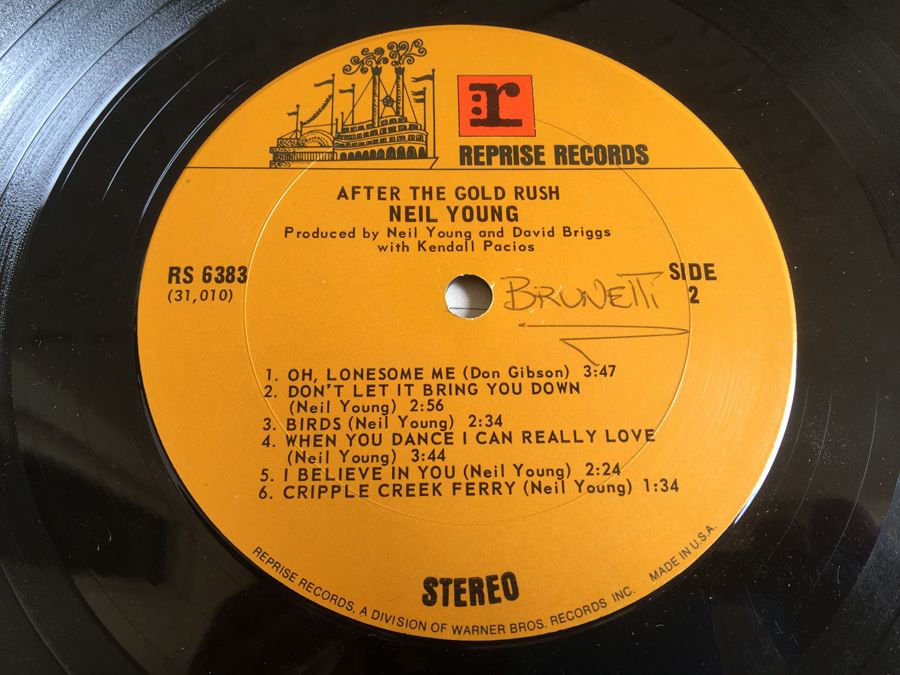 r
REPRISE RECORDS
AFTER THE GOLD RUSH
NEIL YOUNG
Produced by Neil Young and David Briggs
with Kendall Pacios
RS 6383
(31,010)
BRUNETTI
SIDE
2
1. OH, LONESOME ME (Don Gibson) 3:47
2. DON'T LET IT BRING YOU DOWN
(Neil Young) 2:56
3. BIRDS (Neil Young) 2:34
4. WHEN YOU DANCE I CAN REALLY LOVE
(Neil Young) 3:44
5. I BELIEVE IN YOU (Neil Young) 2:24
6. CRIPPLE CREEK FERRY (Neil Young) 1:34
STEREO
REPRISE RECORDS, A DIVISION OF WARNER BROS. RECORDS INC. MADE IN U.S.A.